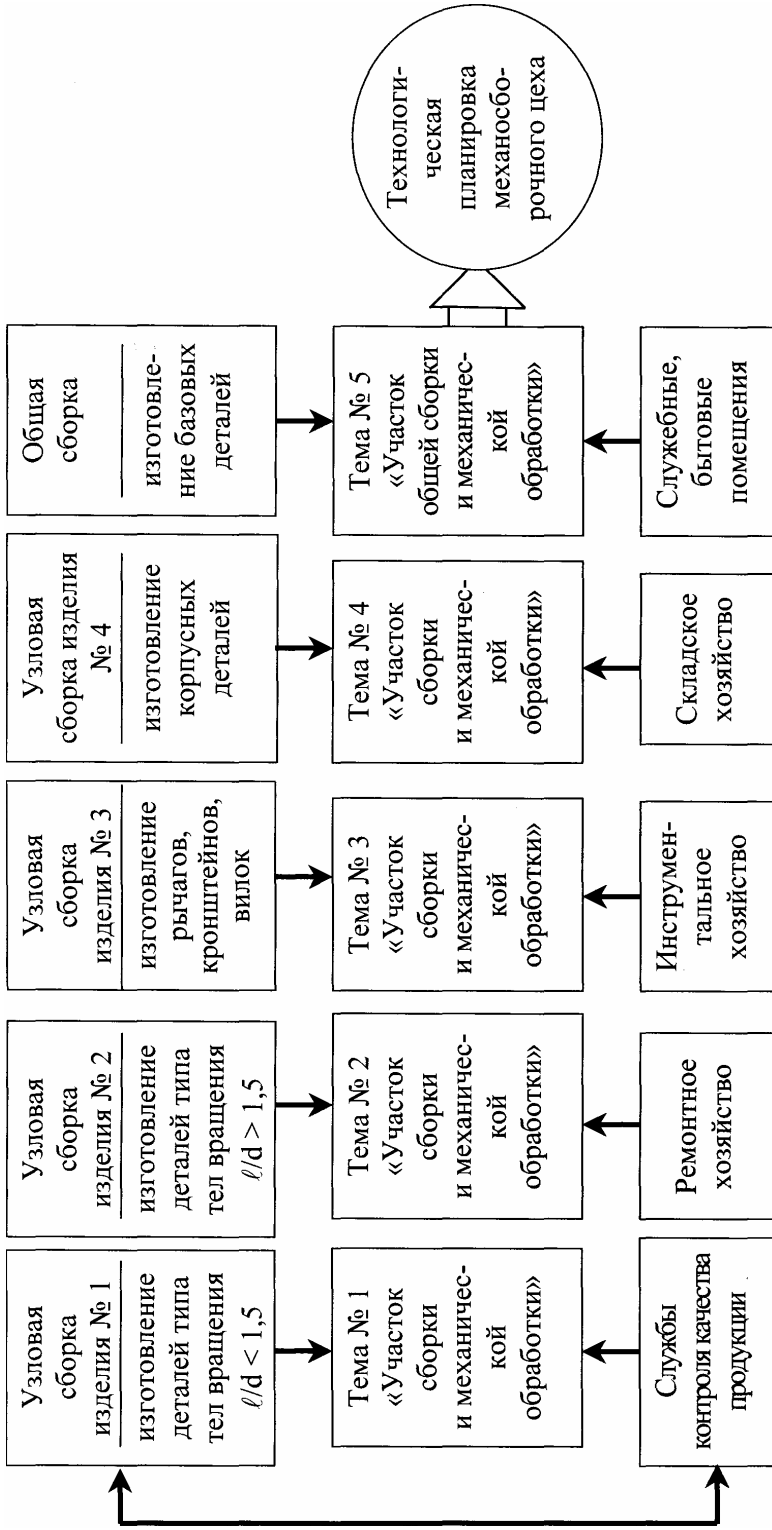 Узловая
сборка
изделия № 1
изготовление
деталей типа
тел вращения
ℓ/d < 1,5
Узловая
сборка
изделия № 2
изготовление
деталей типа
тел вращения
ℓ/d > 1,5
Узловая
сборка
изделия № 3
изготовление
рычагов,
кронштейнов,
вилок
Узловая
сборка изделия
№ 4
изготовление
корпусных
деталей
Общая
сборка
изготовле-
ние базовых
деталей
Тема № 1
«Участок
сборки
и механичес-
кой
обработки»
Тема № 2
«Участок
сборки
и механичес-
кой
обработки»
Тема № 3
«Участок
сборки
и механичес-
кой
обработки»
Тема № 4
«Участок
сборки
и механичес-
кой
обработки»
Тема № 5
«Участок
общей сборки
и механичес-
кой
обработки»
Технологи-
ческая
планировка
механосбо-
рочного цеха
Службы
контроля качества
продукции
Ремонтное
хозяйство
Инструмен-
тальное
хозяйство
Складское
хозяйство
Служебные,
бытовые
помещения